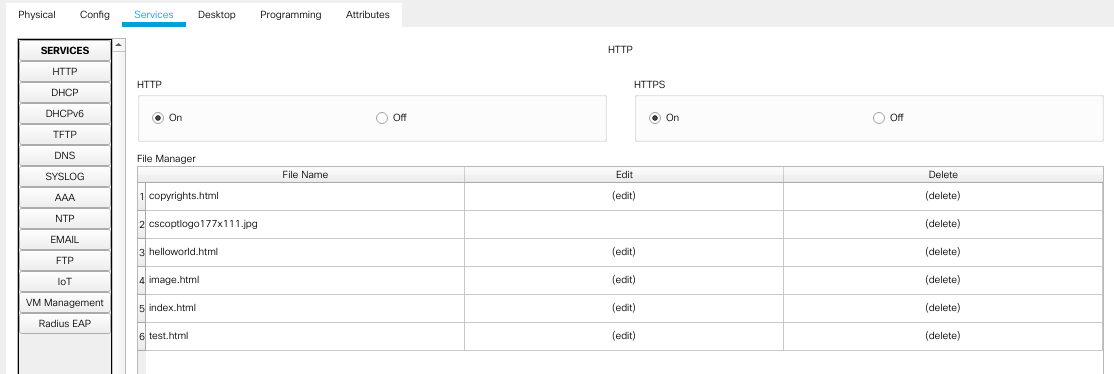 Physical Config Services Desktop Programming Attributes
SERVICES
HTTP
DHCP
DHCPv6
TFTP
DNS
SYSLOG
AAA
NTP
EMAIL
FTP
IoT
VM Management
Radius EAP
HTTP
HTTP HTTPS
On Off On Off
File Manager
File Name Edit Delete
1 copyrights.html (edit) (delete)
2 cscoptlogo177x111.jpg (delete)
3 helloworld.html (edit) (delete)
4 image.html (edit) (delete)
5 index.html (edit) (delete)
6 test.html (edit) (delete)